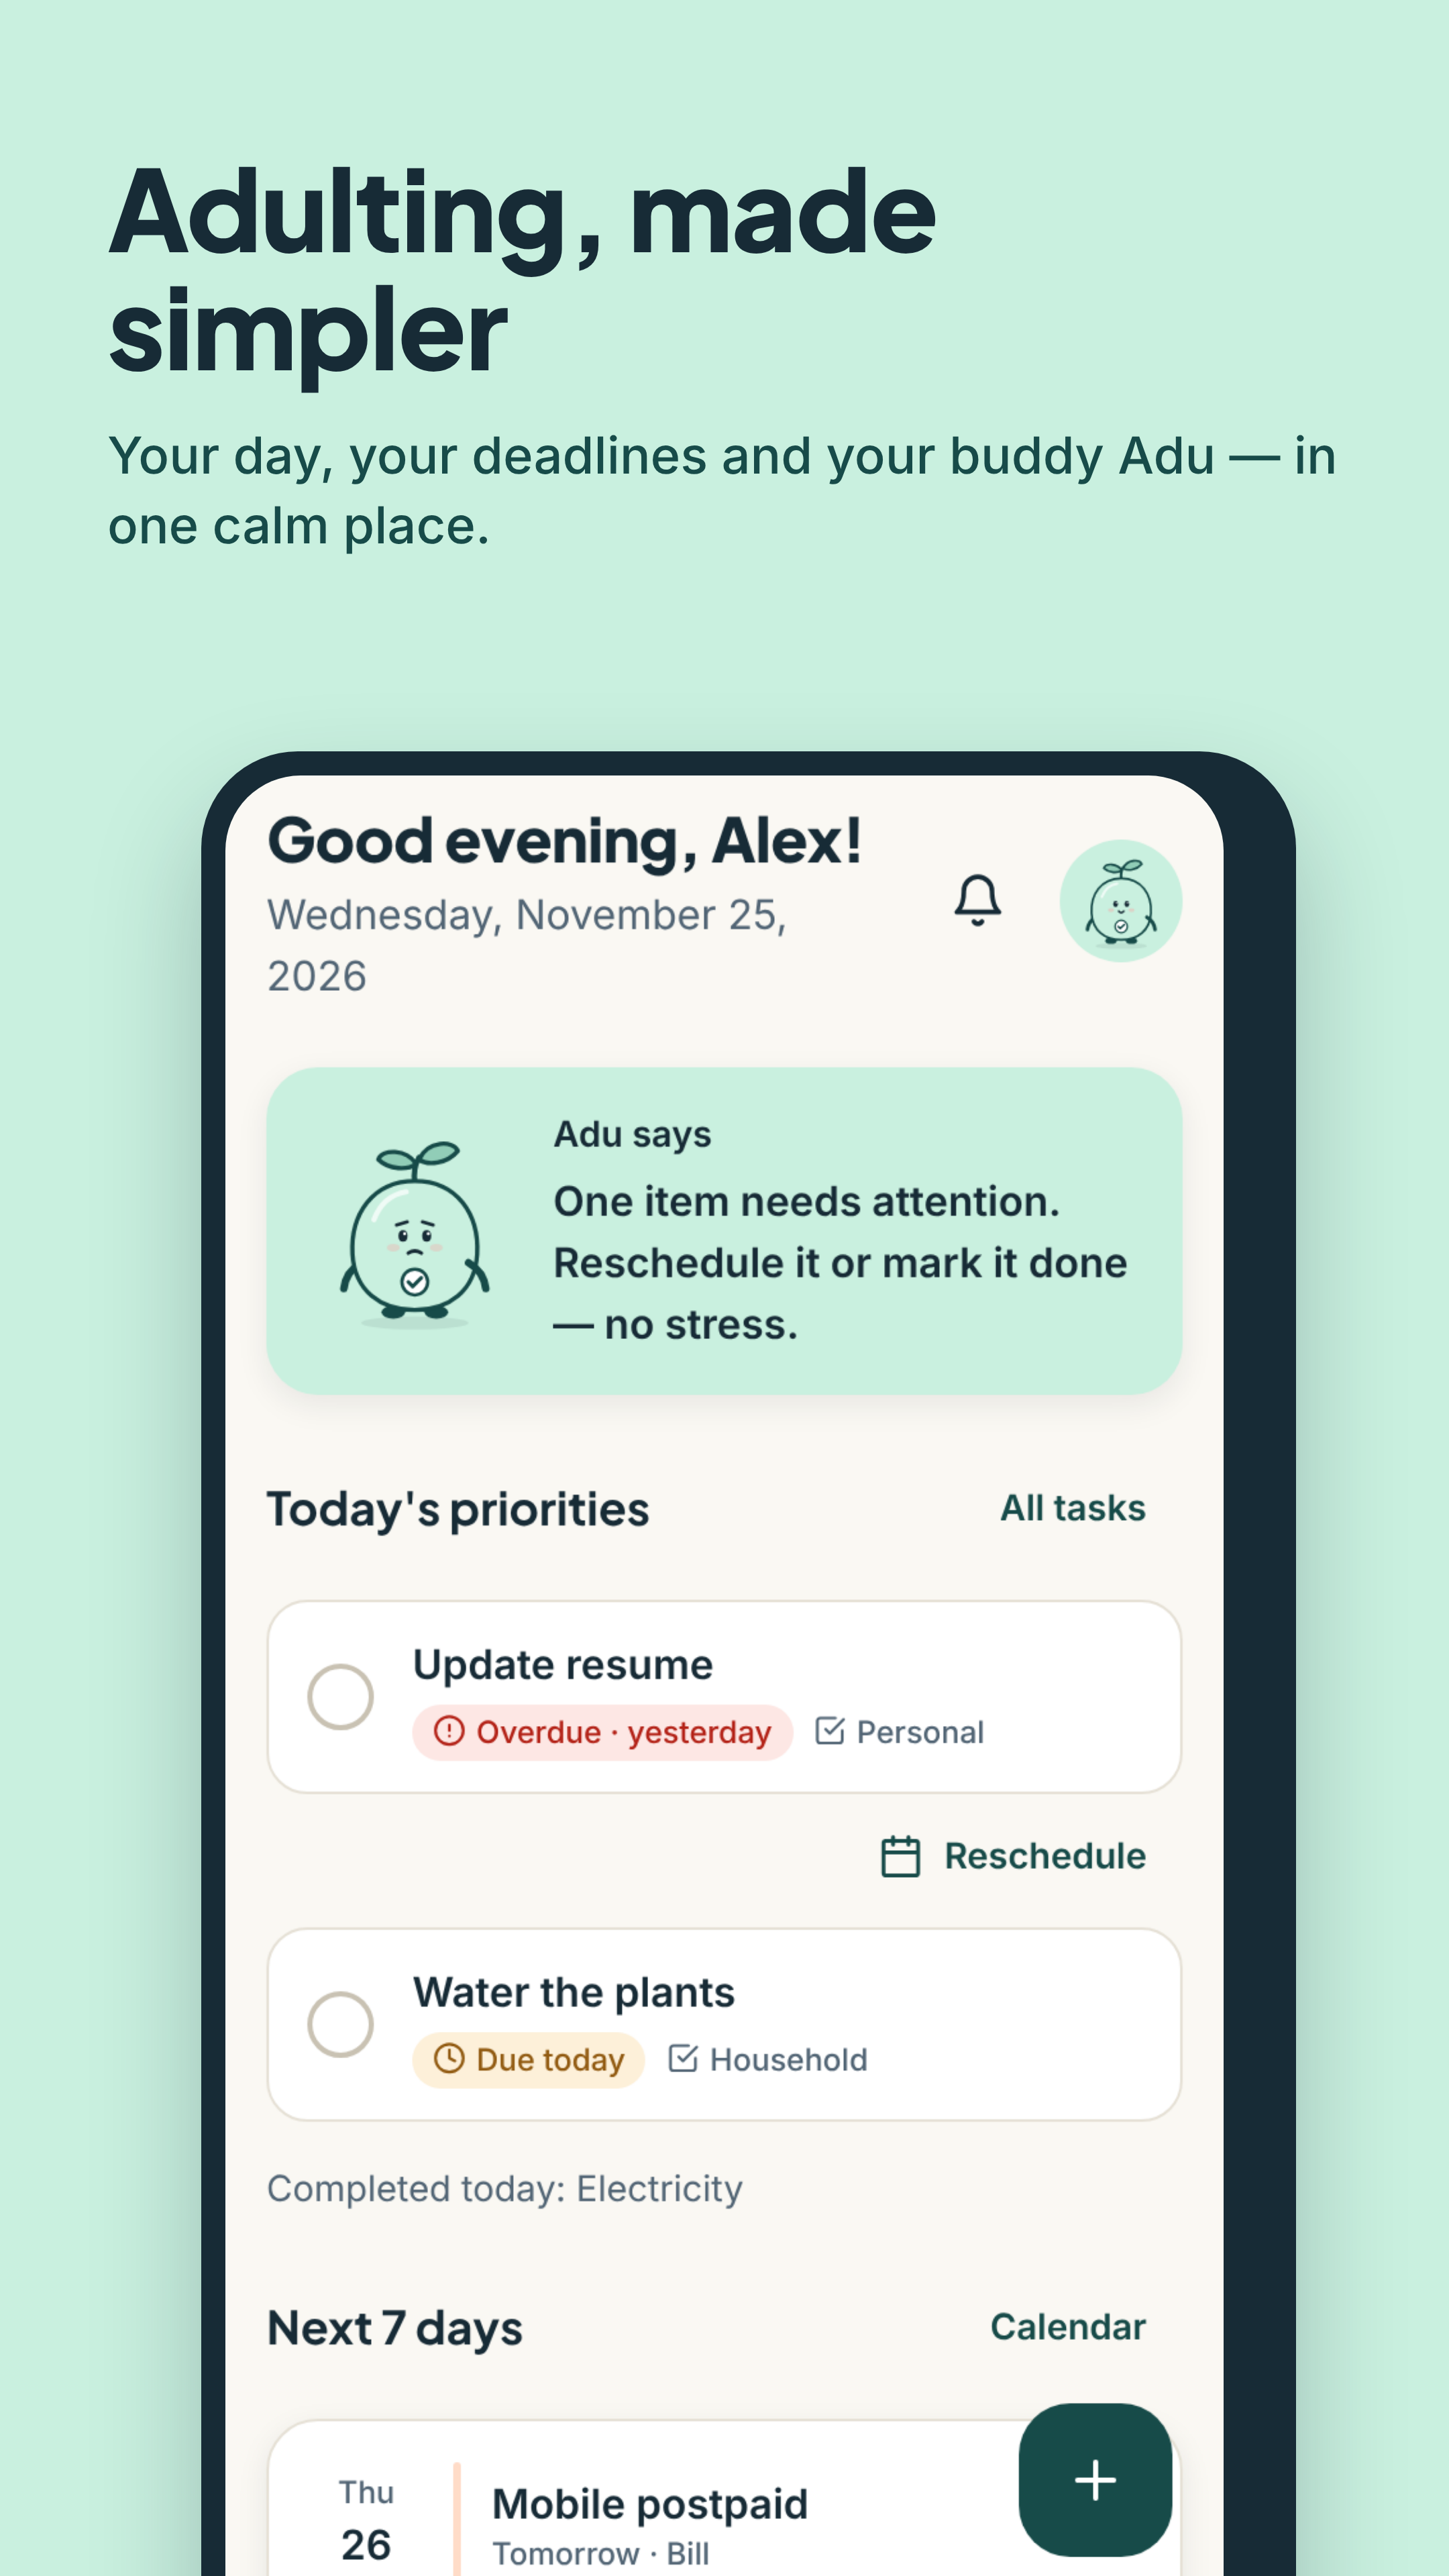 Adulting, made
simpler
Your day, your deadlines and your buddy Adu — in
one calm place.
Good evening, Alex!
Wednesday, November 25,
2026
Adu says
One item needs attention.
Reschedule it or mark it done
— no stress.
Today's priorities
All tasks
Update resume
Overdue · yesterday
Personal
Reschedule
Water the plants
Due today
Household
Completed today: Electricity
Next 7 days
Calendar
Thu
26
Mobile postpaid
Tomorrow · Bill